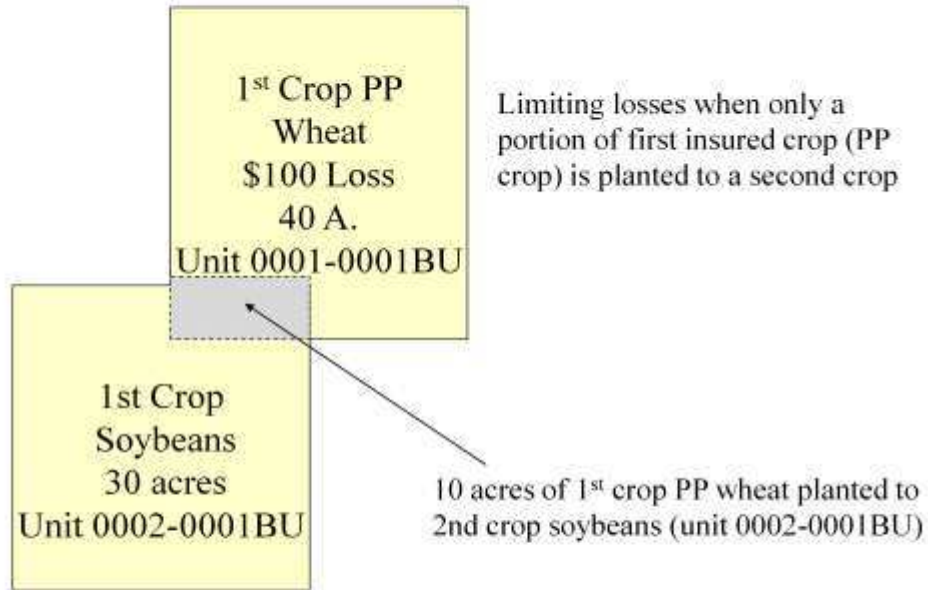 1st Crop PP
Wheat
$100 Loss
40 A.
Unit 0001-0001BU
Limiting losses when only a
portion of first insured crop (PP
crop) is planted to a second crop
1st Crop
Soybeans
30 acres
Unit 0002-0001BU
10 acres of 1st crop PP wheat planted to
2nd crop soybeans (unit 0002-0001BU)